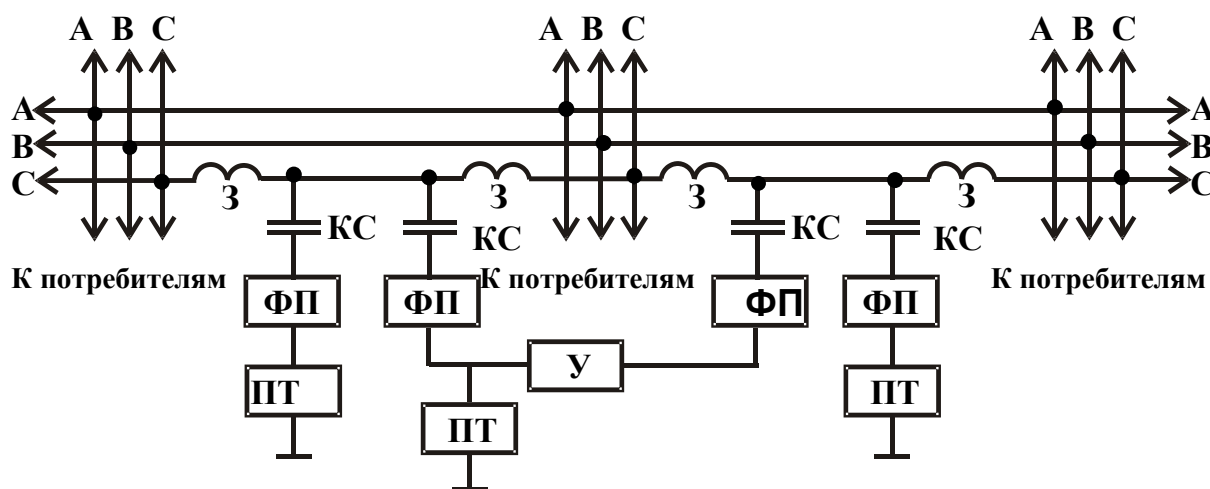 А В С
А В С
А В С
А
А
В
В
С
С
З
З
З
З
КС
КС
КС
КС
К потребителям
К потребителям
К потребителям
ФП
ФП
ФП
ФП
У
ПТ
ПТ
ПТ